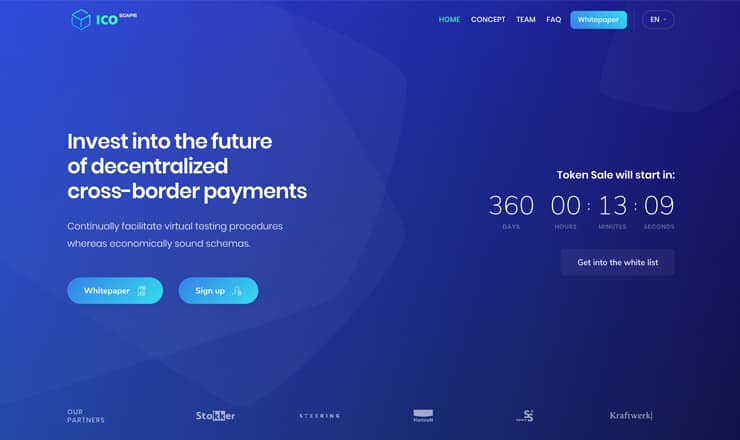 ICO SCAPE
HOME CONCEPT TEAM FAQ Whitepaper EN
Invest into the future
of decentralized
cross-border payments
Continually facilitate virtual testing procedures
whereas economically sound schemas.
Whitepaper Sign up
Token Sale will start in:
360 00 : 13 : 09
DAYS HOURS MINUTES SECONDS
Get into the white list
OUR
PARTNERS
Stokker STEERING HorizoN Kraftwerk|